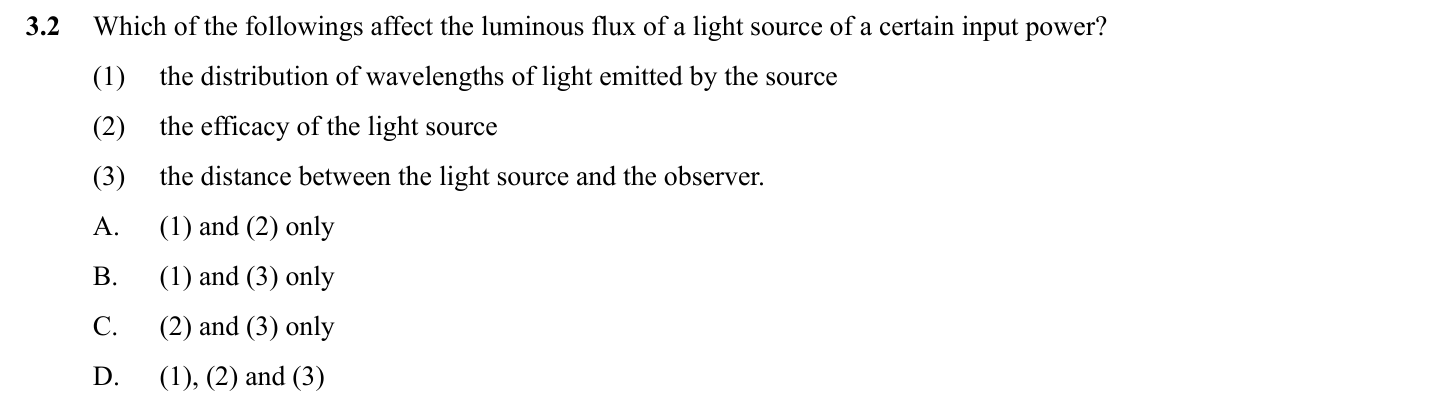 3.2 Which of the followings affect the luminous flux of a light source of a certain input power?
(1) the distribution of wavelengths of light emitted by the source
(2) the efficacy of the light source
(3) the distance between the light source and the observer.
A. (1) and (2) only
B. (1) and (3) only
C. (2) and (3) only
D. (1), (2) and (3)